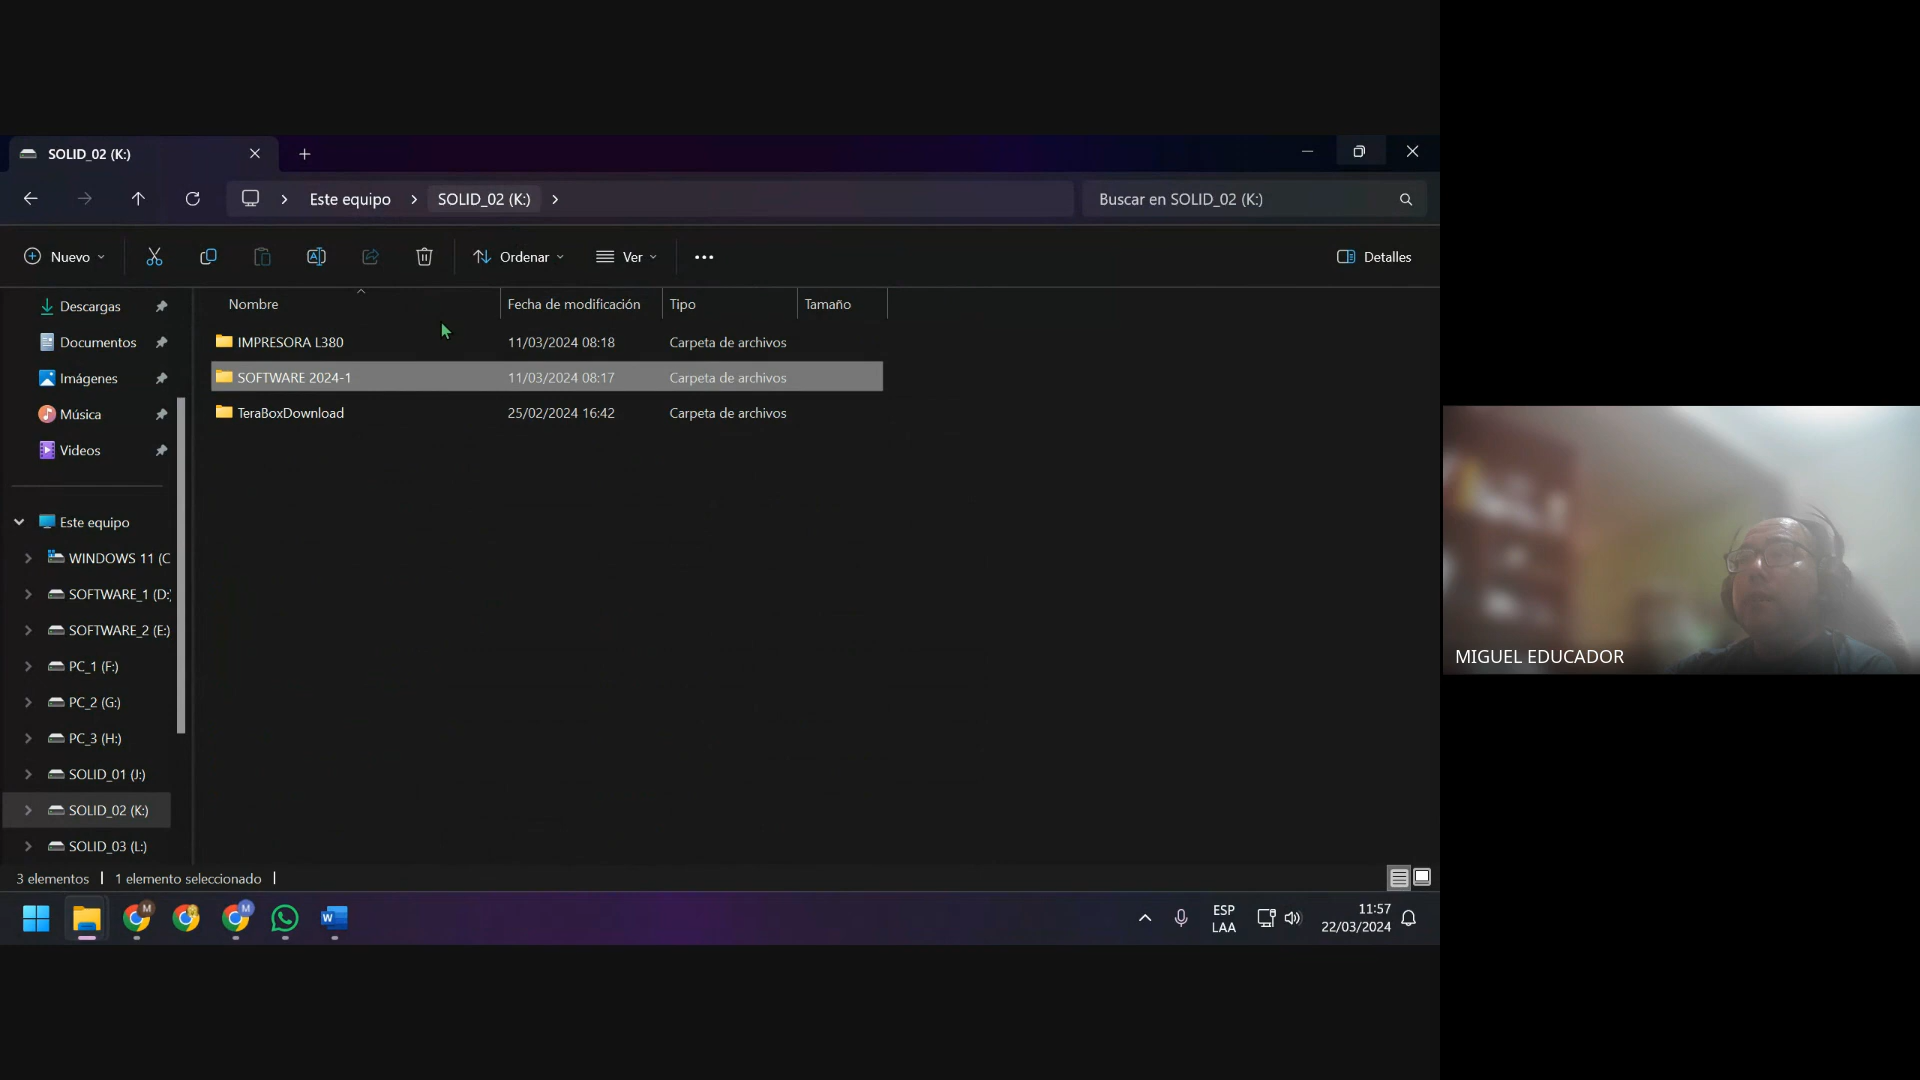 SOLID_02 (K:)
Este equipo
SOLID_02 (K:)
Buscar en SOLID_02 (K:)
Nuevo
Ordenar
Ver
Detalles
Nombre
Fecha de modificación
Tipo
Tamaño
IMPRESORA L380
11/03/2024 08:18
Carpeta de archivos
SOFTWARE 2024-1
11/03/2024 08:17
Carpeta de archivos
TeraBoxDownload
25/02/2024 16:42
Carpeta de archivos
Descargas
Documentos
Imágenes
Música
Videos
Este equipo
WINDOWS 11 (C
SOFTWARE_1 (D:
SOFTWARE_2 (E:)
PC_1 (F:)
PC_2 (G:)
PC_3 (H:)
SOLID_01 (J:)
SOLID_02 (K:)
SOLID_03 (L:)
3 elementos
1 elemento seleccionado
M
M
W
ESP
LAA
11:57
22/03/2024
MIGUEL EDUCADOR